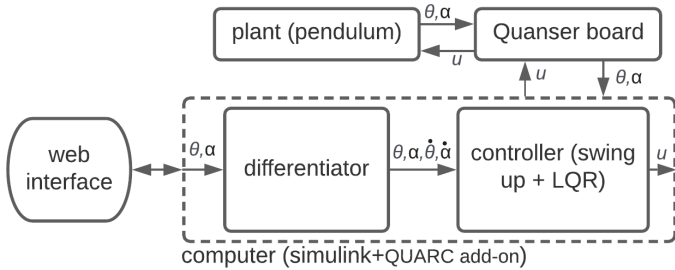 plant (pendulum)
θ,α
u
Quanser board
u
θ,α
web
interface
θ,α
differentiator
θ,α,θ̇,α̇
controller (swing
up + LQR)
u
computer (simulink+QUARC add-on)